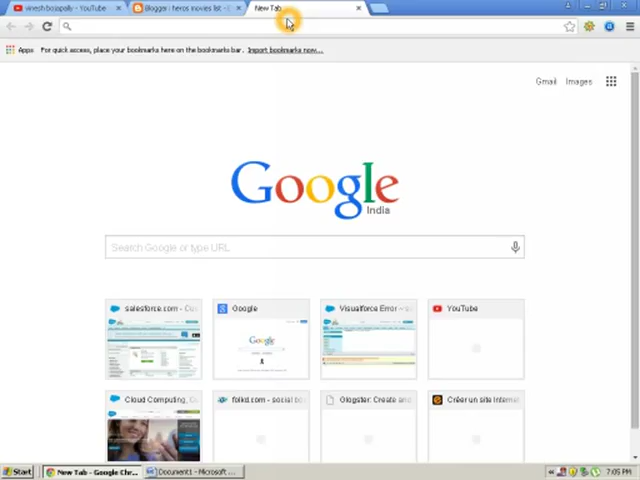 vinesh bojapally - YouTube
Blogger: heros movies list - C
New Tab
Apps For quick access, place your bookmarks here on the bookmarks bar. Import bookmarks now...
Gmail Images
Google
India
Search Google or type URL
salesforce.com - Cu
Google
Visualforce Error ~ s
YouTube
Cloud Computing, C
folkd.com - social bo
Glogster: Create and
Créer un site Internet
Start
New Tab - Google Chr...
Document1 - Microsoft ...
7:05 PM